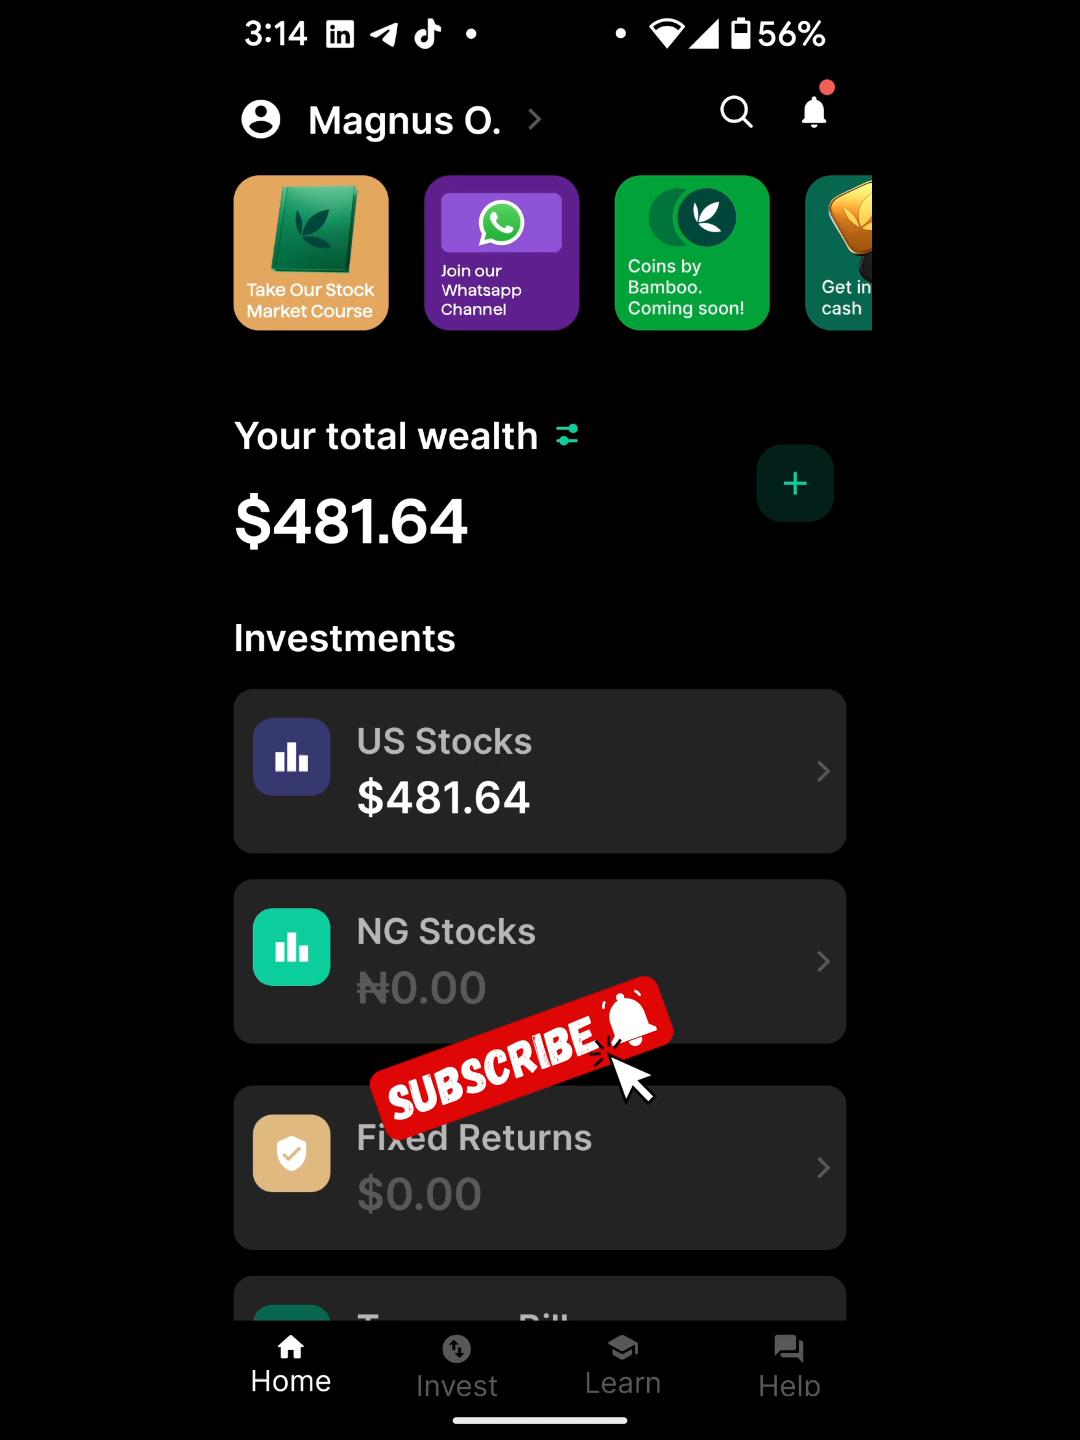 3:14
56%
Magnus O.
Take Our Stock
Market Course
Join our
Whatsapp
Channel
Coins by
Bamboo.
Coming soon!
Get in
cash
Your total wealth
$481.64
Investments
US Stocks
$481.64
NG Stocks
₦0.00
SUBSCRIBE
Fixed Returns
$0.00
Home
Invest
Learn
Help